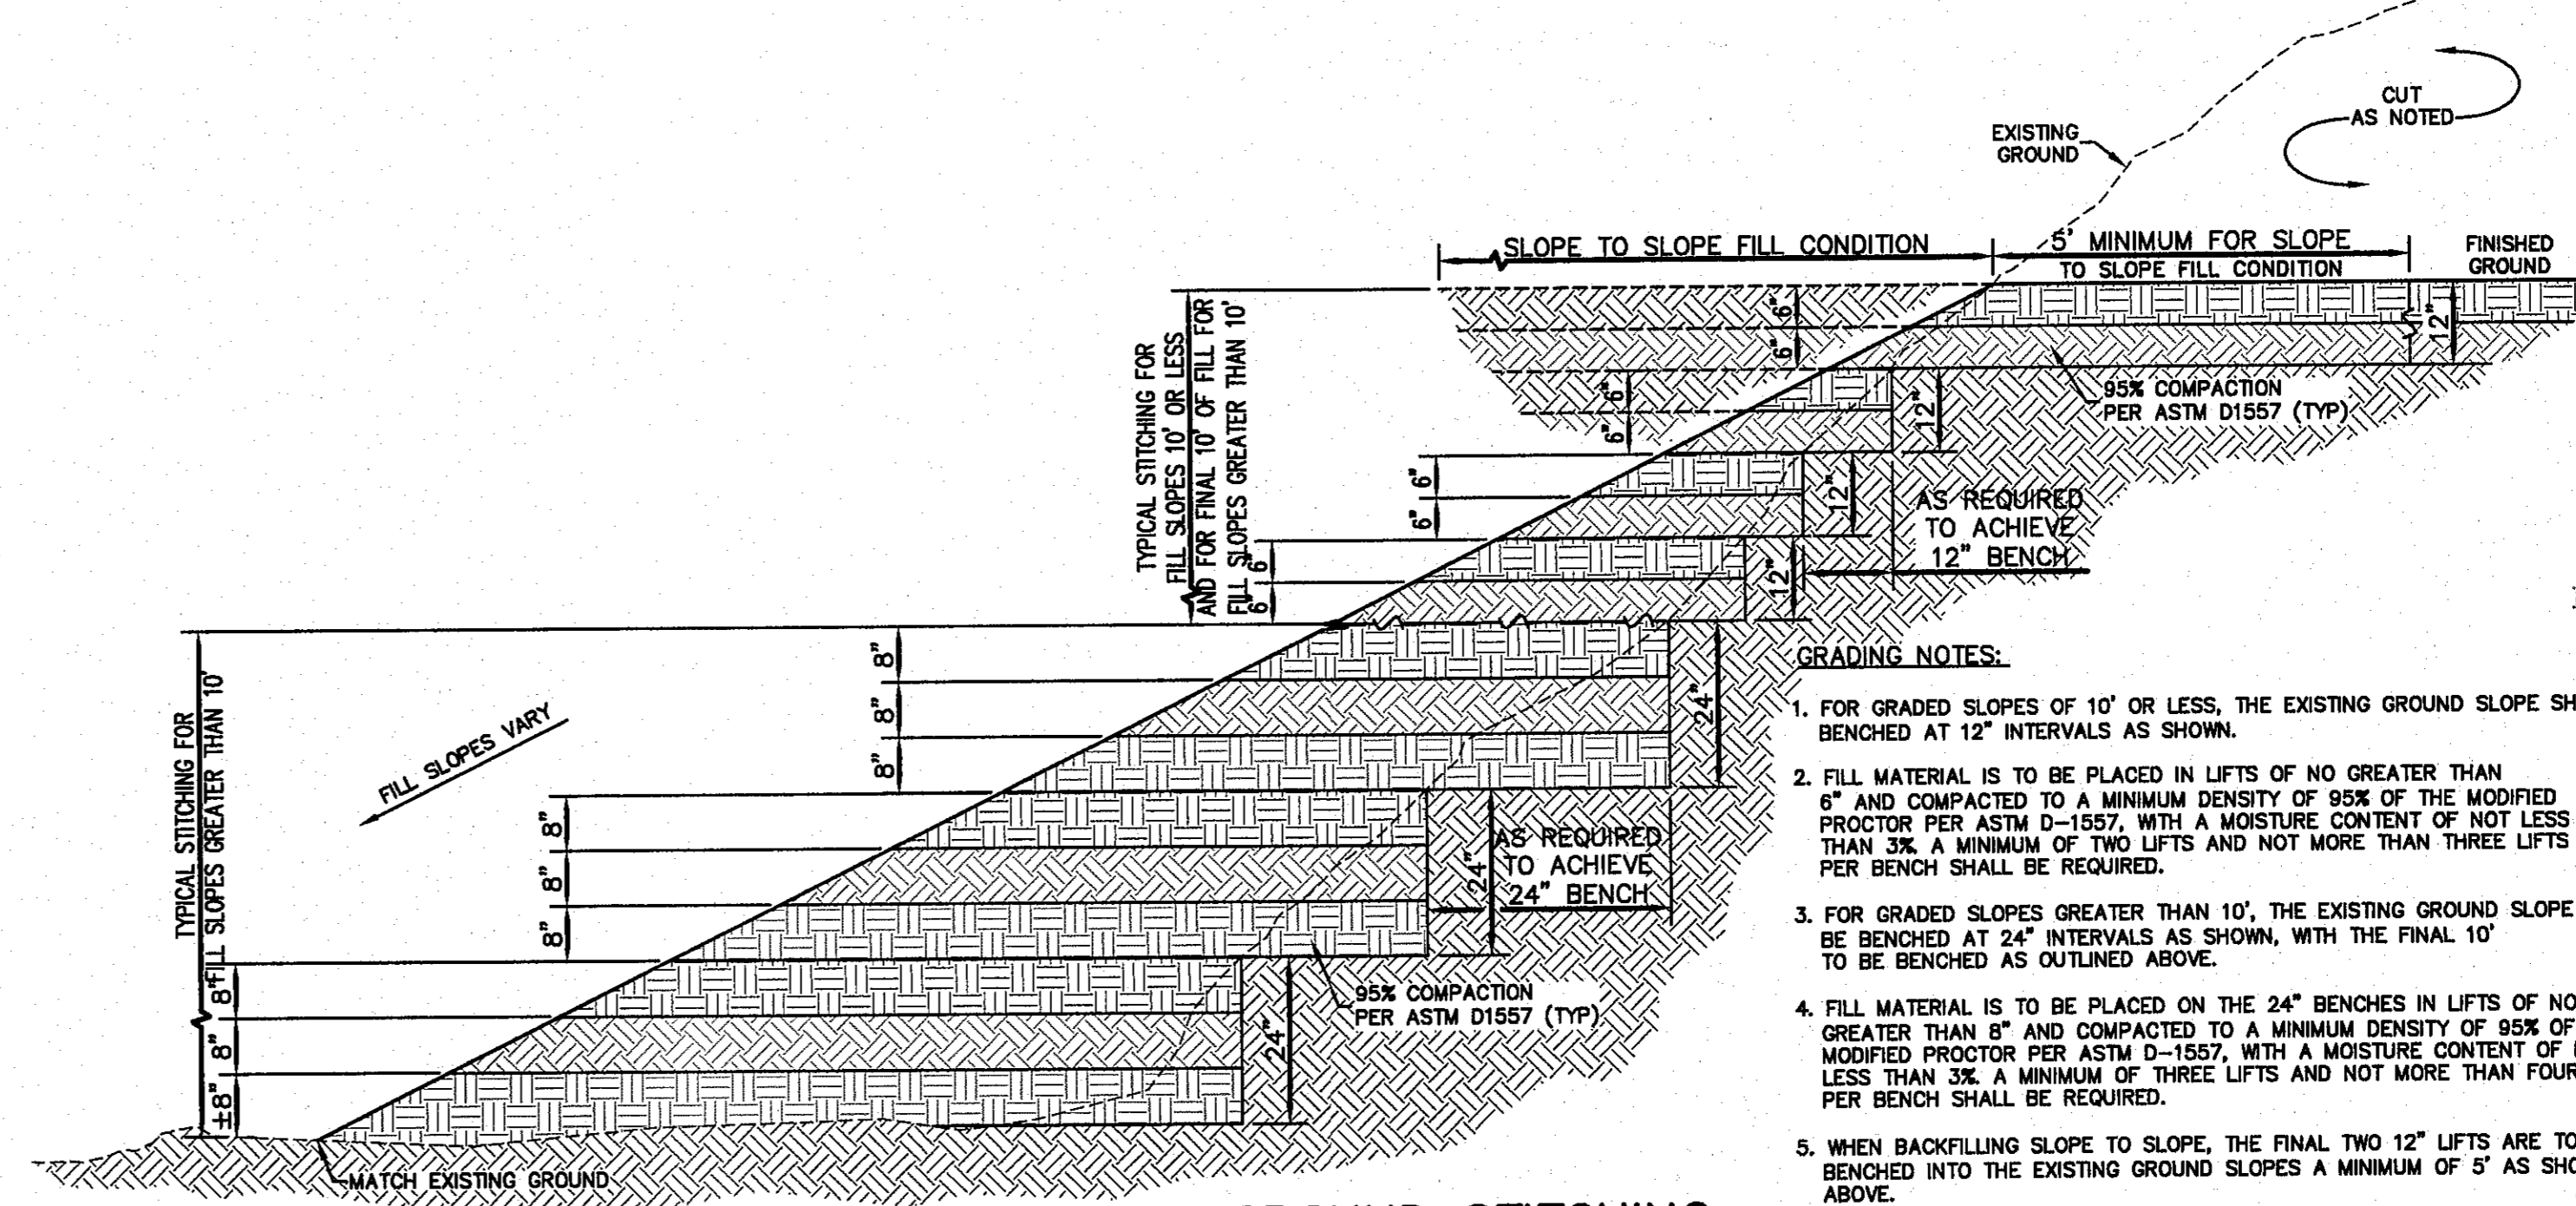 CUT
AS NOTED
EXISTING
GROUND
SLOPE TO SLOPE FILL CONDITION
5' MINIMUM FOR SLOPE
TO SLOPE FILL CONDITION
FINISHED
GROUND
TYPICAL STITCHING FOR
FILL SLOPES 10' OR LESS
AND FOR FINAL 10' OF FILL FOR
FILL SLOPES GREATER THAN 10'
6"
6"
12"
95% COMPACTION
PER ASTM D1557 (TYP)
6"
6"
12"
6"
6"
12"
AS REQUIRED
TO ACHIEVE
12" BENCH
6"
6"
12"
TYPICAL STITCHING FOR
FILL SLOPES GREATER THAN 10'
FILL SLOPES VARY
8"
8"
8"
24"
8"
8"
8"
24"
AS REQUIRED
TO ACHIEVE
24" BENCH
8"
8"
±8"
24"
95% COMPACTION
PER ASTM D1557 (TYP)
MATCH EXISTING GROUND
GRADING NOTES:
1. FOR GRADED SLOPES OF 10' OR LESS, THE EXISTING GROUND SLOPE
BENCHED AT 12" INTERVALS AS SHOWN.
2. FILL MATERIAL IS TO BE PLACED IN LIFTS OF NO GREATER THAN
6" AND COMPACTED TO A MINIMUM DENSITY OF 95% OF THE MODIFIED
PROCTOR PER ASTM D-1557, WITH A MOISTURE CONTENT OF NOT LESS
THAN 3%. A MINIMUM OF TWO LIFTS AND NOT MORE THAN THREE LIFTS
PER BENCH SHALL BE REQUIRED.
3. FOR GRADED SLOPES GREATER THAN 10', THE EXISTING GROUND SLOPE
BE BENCHED AT 24" INTERVALS AS SHOWN, WITH THE FINAL 10'
TO BE BENCHED AS OUTLINED ABOVE.
4. FILL MATERIAL IS TO BE PLACED ON THE 24" BENCHES IN LIFTS OF NO
GREATER THAN 8" AND COMPACTED TO A MINIMUM DENSITY OF 95% OF
MODIFIED PROCTOR PER ASTM D-1557, WITH A MOISTURE CONTENT OF
LESS THAN 3%. A MINIMUM OF THREE LIFTS AND NOT MORE THAN FOUR
PER BENCH SHALL BE REQUIRED.
5. WHEN BACKFILLING SLOPE TO SLOPE, THE FINAL TWO 12" LIFTS ARE TO
BENCHED INTO THE EXISTING GROUND SLOPES A MINIMUM OF 5' AS
ABOVE.